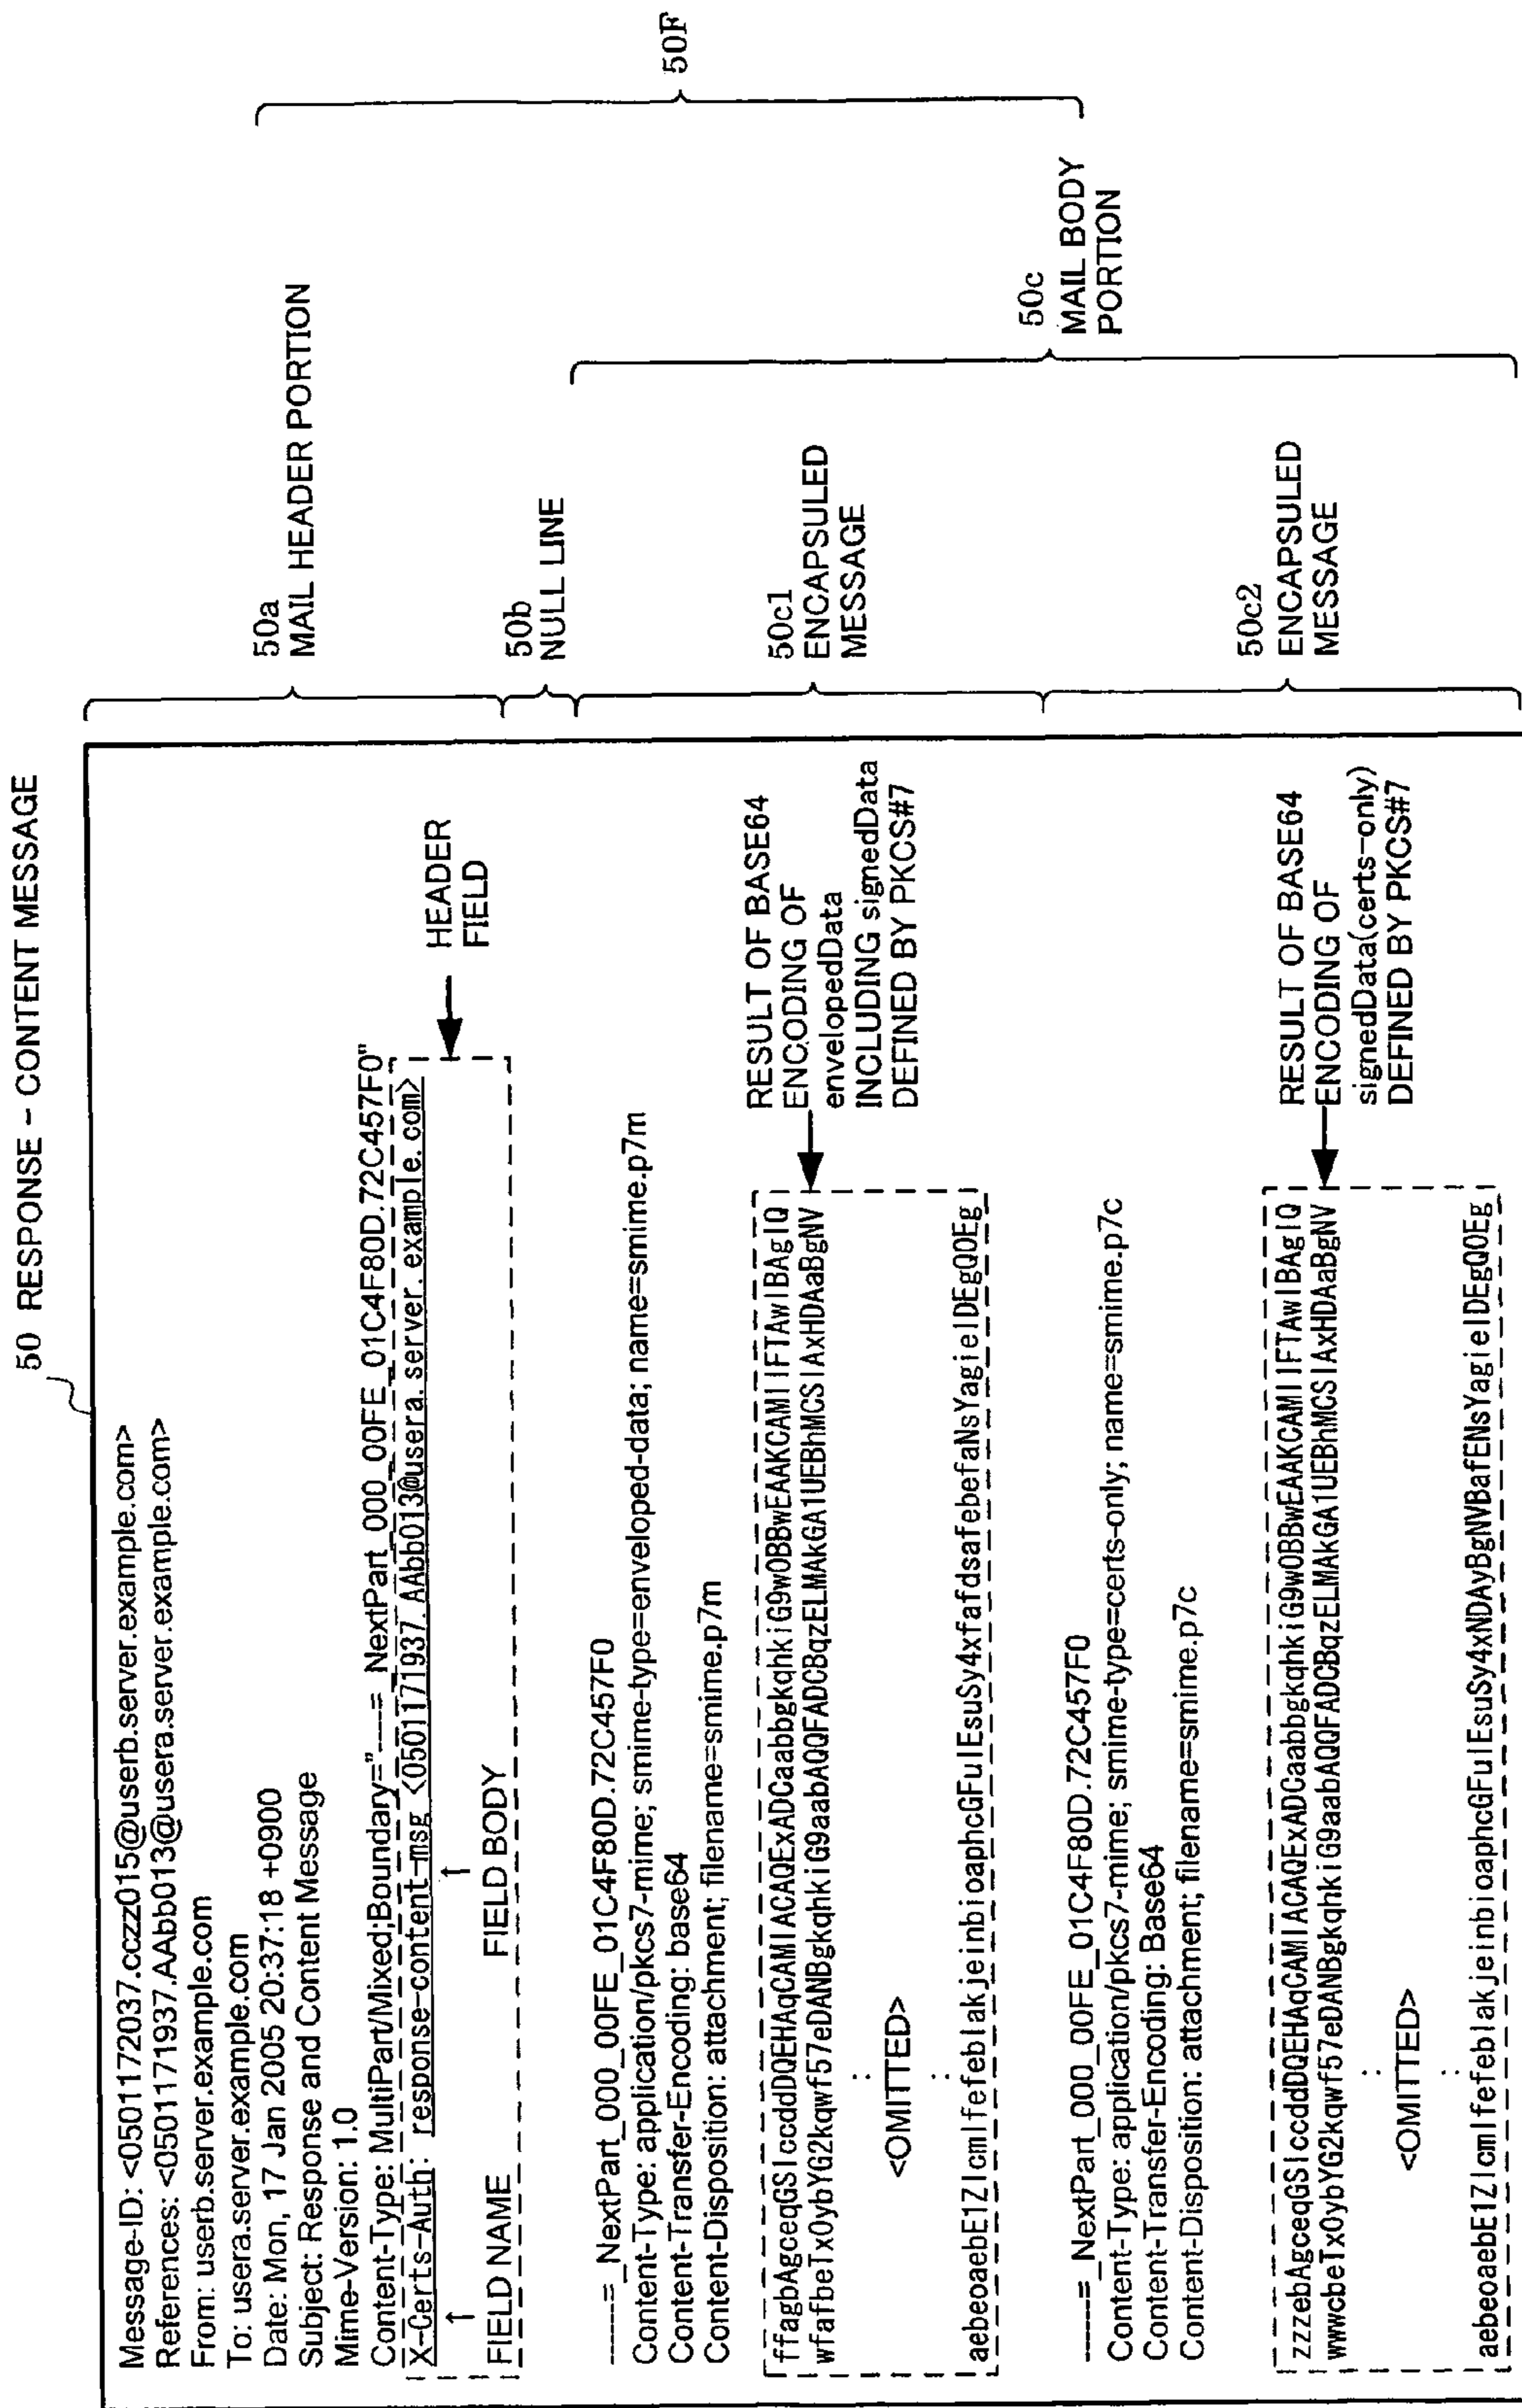 50 RESPONSE – CONTENT MESSAGE
Message-ID: <0501172037.cczz015@userb.server.example.com>
References: <0501171937.AAbb013@usera.server.example.com>
From: userb.server.example.com
To: usera.server.example.com
Date: Mon, 17 Jan 2005 20:37:18 +0900
Subject: Response and Content Message
Mime-Version: 1.0
Content-Type: MultiPart/Mixed;Boundary="-----=_NextPart_000_00FE_01C4F80D.72C457F0"
X-Certs-Auth: response-content-msg <0501171937.AAbb013@usera.server.example.com>
↑ ↑
FIELD NAME FIELD BODY
HEADER
FIELD
50a
MAIL HEADER PORTION
50b
NULL LINE
-----=_NextPart_000_00FE_01C4F80D.72C457F0
Content-Type: application/pkcs7-mime; smime-type=enveloped-data; name=smime.p7m
Content-Transfer-Encoding: base64
Content-Disposition: attachment; filename=smime.p7m
ffagbAgceqGSIccddDQEHAqCAMIACAQExADCaabbgkqhkiG9w0BBwEAAKCAMIIFTAwIBAgIQ
wfafbeTxOybYG2kqwf57eDANBgkqhkiG9aabAQQFADCBqzELMAkGA1UEBhMCSIAxHDAaBgNV
:
<OMITTED>
:
aebeoaebE1ZIcmIfefeblakjeinbioaphcGFuIEsuSy4xfafdsafebefaNsYagieIDEgQ0Eg
RESULT OF BASE64
ENCODING OF
envelopedData
INCLUDING signedData
DEFINED BY PKCS#7
50c1
ENCAPSULED
MESSAGE
-----=_NextPart_000_00FE_01C4F80D.72C457F0
Content-Type: application/pkcs7-mime; smime-type=certs-only; name=smime.p7c
Content-Transfer-Encoding: Base64
Content-Disposition: attachment; filename=smime.p7c
zzzebAgceqGSIccddDQEHAqCAMIACAQExADCaabbgkqhkiG9w0BBwEAAKCAMIIFTAwIBAgIQ
wwwcbeTxOybYG2kqwf57eDANBgkqhkiG9aabAQQFADCBqzELMAkGA1UEBhMCSIAxHDAaBgNV
:
<OMITTED>
:
aebeoaebE1ZIcmIfefeblakjeinbioaphcGFuIEsuSy4xNDAyBgNVBafENsYagieIDEgQ0Eg
RESULT OF BASE64
ENCODING OF
signedData(certs-only)
DEFINED BY PKCS#7
50c2
ENCAPSULED
MESSAGE
50c
MAIL BODY
PORTION
50F